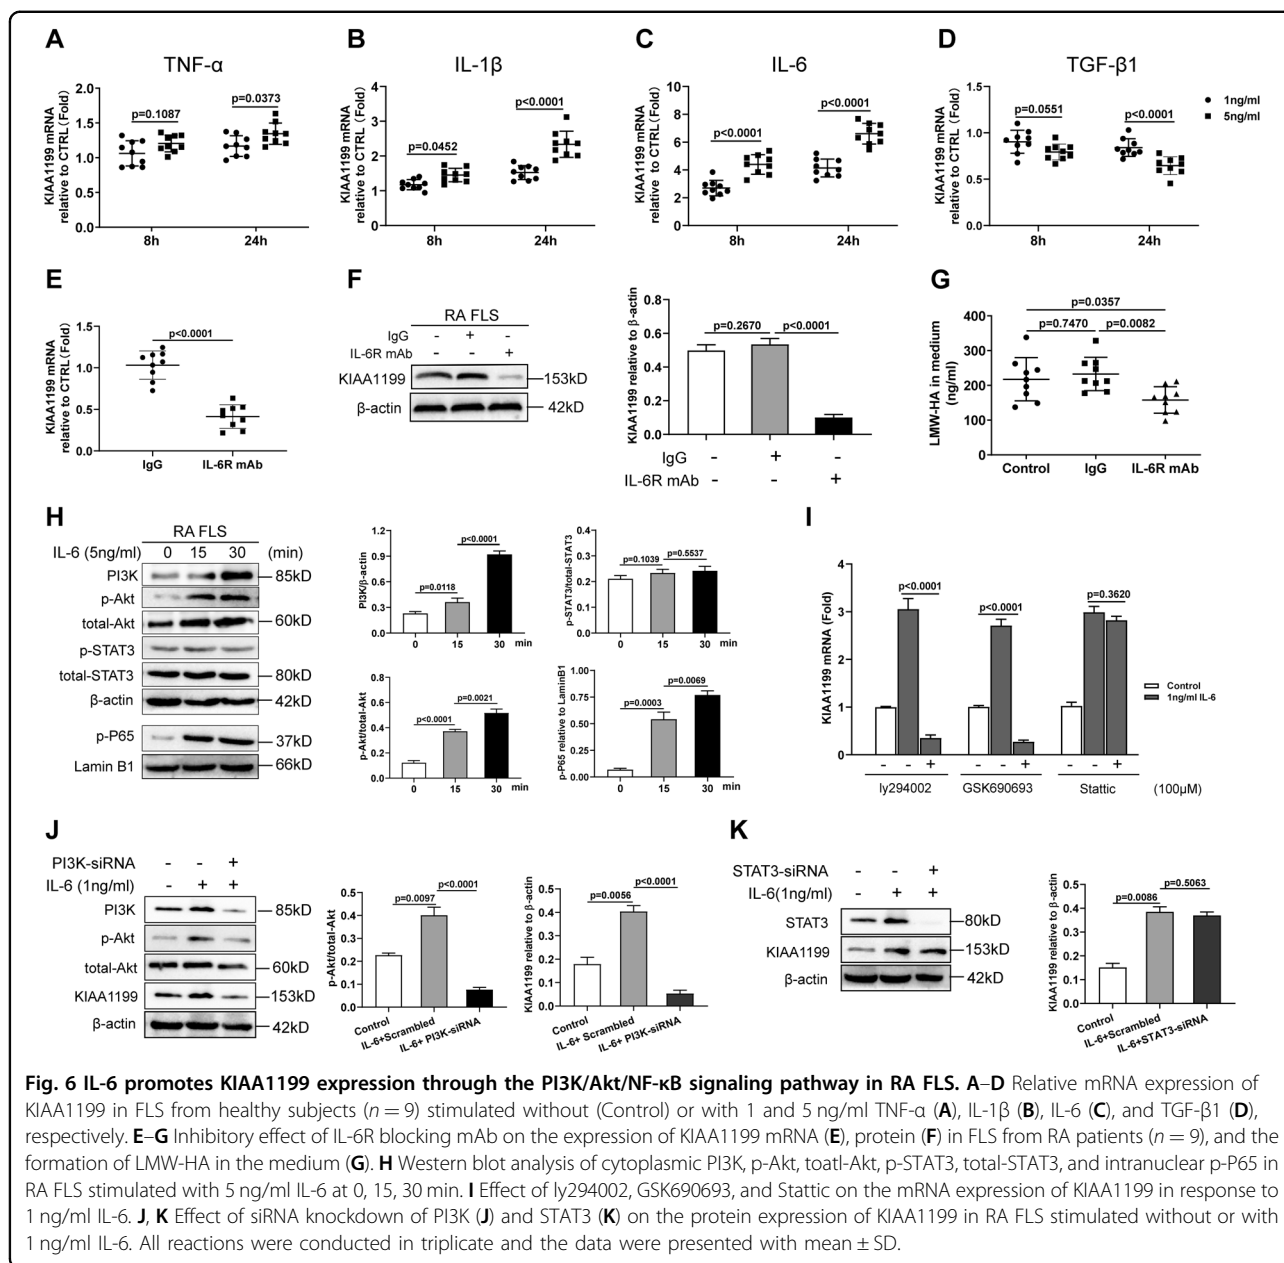 A
TNF-α
KIAA1199 mRNA
relative to CTRL (Fold)
2.0
1.5
1.0
0.5
0.0
p=0.1087
p=0.0373
8h 24h
B
IL-1β
KIAA1199 mRNA
relative to CTRL (Fold)
4
3
2
1
0
p=0.0452
p<0.0001
8h 24h
C
IL-6
KIAA1199 mRNA
relative to CTRL (Fold)
10
8
6
4
2
0
p<0.0001
p<0.0001
8h 24h
D
TGF-β1
KIAA1199 mRNA
relative to CTRL (Fold)
1.5
1.0
0.5
0.0
p=0.0551
p<0.0001
8h 24h
1ng/ml
5ng/ml
E
KIAA1199 mRNA
relative to CTRL (Fold)
1.5
1.0
0.5
0.0
p<0.0001
IgG IL-6R mAb
F
RA FLS
IgG - + -
IL-6R mAb - - +
KIAA1199 153kD
β-actin 42kD
KIAA1199 relative to β-actin
0.8
0.6
0.4
0.2
0.0
p=0.2670 p<0.0001
IgG - + -
IL-6R mAb - - +
G
LMW-HA in medium
(ng/ml)
400
300
200
100
0
p=0.0357
p=0.7470 p=0.0082
Control IgG IL-6R mAb
H
RA FLS
IL-6 (5ng/ml) 0 15 30 (min)
PI3K 85kD
p-Akt
total-Akt 60kD
p-STAT3
total-STAT3 80kD
β-actin 42kD
p-P65 37kD
Lamin B1 66kD
PI3K/β-actin
1.2
0.9
0.6
0.3
0.0
p=0.0118
p<0.0001
0 15 30 min
p-STAT3/total-STAT3
0.4
0.3
0.2
0.1
0.0
p=0.1039 p=0.5537
0 15 30 min
p-Akt/total-Akt
0.8
0.6
0.4
0.2
0.0
p<0.0001
p=0.0021
0 15 30 min
p-P65 relative to LaminB1
1.00
0.75
0.50
0.25
0.00
p=0.0003
p=0.0069
0 15 30 min
I
KIAA1199 mRNA (Fold)
4
3
2
1
0
p<0.0001
p<0.0001
p=0.3620
Control
1ng/ml IL-6
- - + - - + - - +
ly294002 GSK690693 Stattic (100μM)
J
PI3K-siRNA - - +
IL-6 (1ng/ml) - + +
PI3K 85kD
p-Akt
total-Akt 60kD
KIAA1199 153kD
β-actin 42kD
p-Akt/total-Akt
0.5
0.4
0.3
0.2
0.1
0.0
p=0.0097
p<0.0001
Control
IL-6+Scrambled
IL-6+ PI3K-siRNA
KIAA1199 relative to β-actin
0.5
0.4
0.3
0.2
0.1
0.0
p=0.0056
p<0.0001
Control
IL-6+ Scrambled
IL-6+ PI3K-siRNA
K
STAT3-siRNA - - +
IL-6(1ng/ml) - + +
STAT3 80kD
KIAA1199 153kD
β-actin 42kD
KIAA1199 relative to β-actin
0.5
0.4
0.3
0.2
0.1
0.0
p=0.0086
p=0.5063
Control
IL-6+Scrambled
IL-6+STAT3-siRNA
Fig. 6 IL-6 promotes KIAA1199 expression through the PI3K/Akt/NF-κB signaling pathway in RA FLS. A–D Relative mRNA expression of
KIAA1199 in FLS from healthy subjects (n = 9) stimulated without (Control) or with 1 and 5 ng/ml TNF-α (A), IL-1β (B), IL-6 (C), and TGF-β1 (D),
respectively. E–G Inhibitory effect of IL-6R blocking mAb on the expression of KIAA1199 mRNA (E), protein (F) in FLS from RA patients (n = 9), and the
formation of LMW-HA in the medium (G). H Western blot analysis of cytoplasmic PI3K, p-Akt, toatl-Akt, p-STAT3, total-STAT3, and intranuclear p-P65 in
RA FLS stimulated with 5 ng/ml IL-6 at 0, 15, 30 min. I Effect of ly294002, GSK690693, and Stattic on the mRNA expression of KIAA1199 in response to
1 ng/ml IL-6. J, K Effect of siRNA knockdown of PI3K (J) and STAT3 (K) on the protein expression of KIAA1199 in RA FLS stimulated without or with
1 ng/ml IL-6. All reactions were conducted in triplicate and the data were presented with mean ± SD.